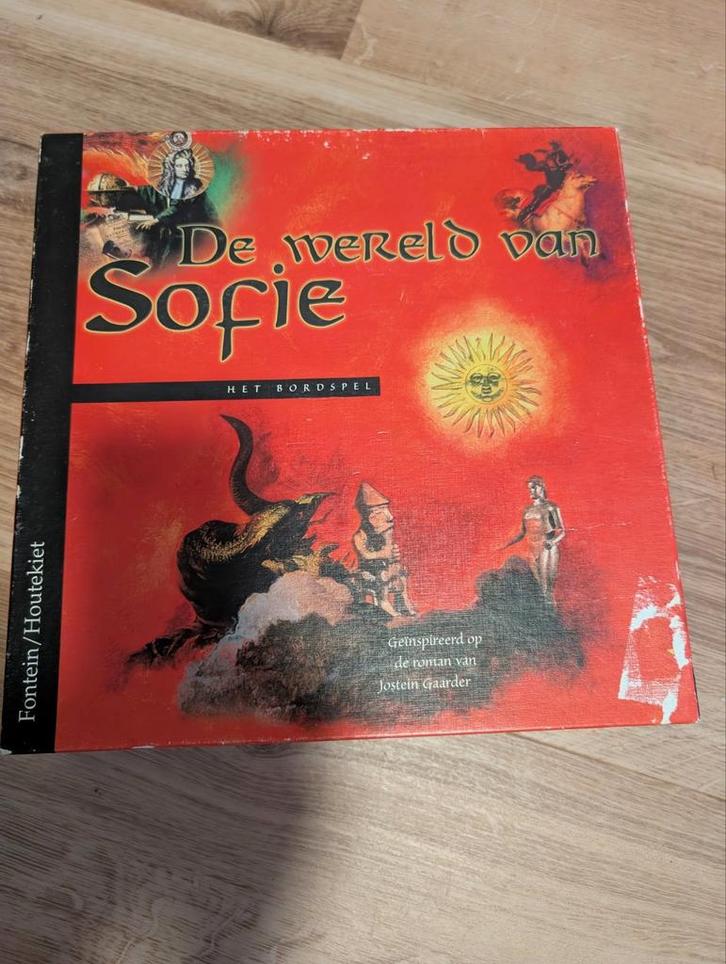 De wereld van
Sofie
HET BORDSPEL
Geïnspireerd op
de roman van
Jostein Gaarder
Fontein/Houtekiet